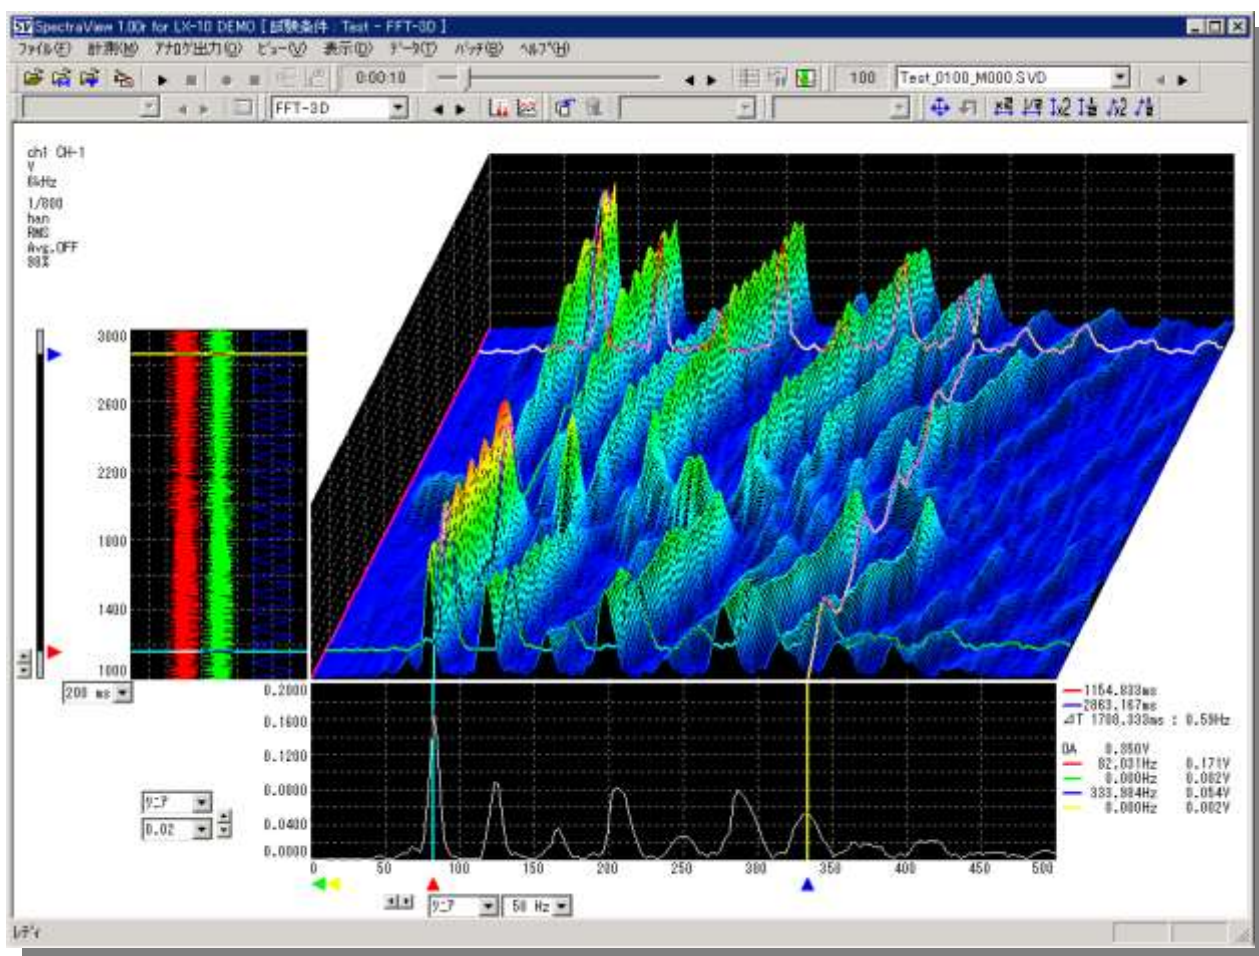 SpectraView 1.00r for LX-10 DEMO [ 試験条件 : Test - FFT-3D ]
ファイル(F) 計測(M) アナログ出力(O) ビュー(V) 表示(D) データ(T) バッチ(B) ヘルプ(H)
0:00:10 100 Test_0100_M000.SVD
FFT-3D
ch1 CH-1
V
1/800
han
RMS
Avg.OFF
98%
3000
2600
2200
1800
1400
1000
200 ms
0.2000
0.1600
0.1200
0.0800
0.0400
0.0000
リニア
0.02
0 50 100 150 200 250 300 350 400 450 500
リニア 50 Hz
1154.833ms
2863.167ms
⊿T 1708.333ms : 0.59Hz
OA 0.350V
82.031Hz 0.171V
0.000Hz 0.002V
333.984Hz 0.054V
0.000Hz 0.002V
レディ